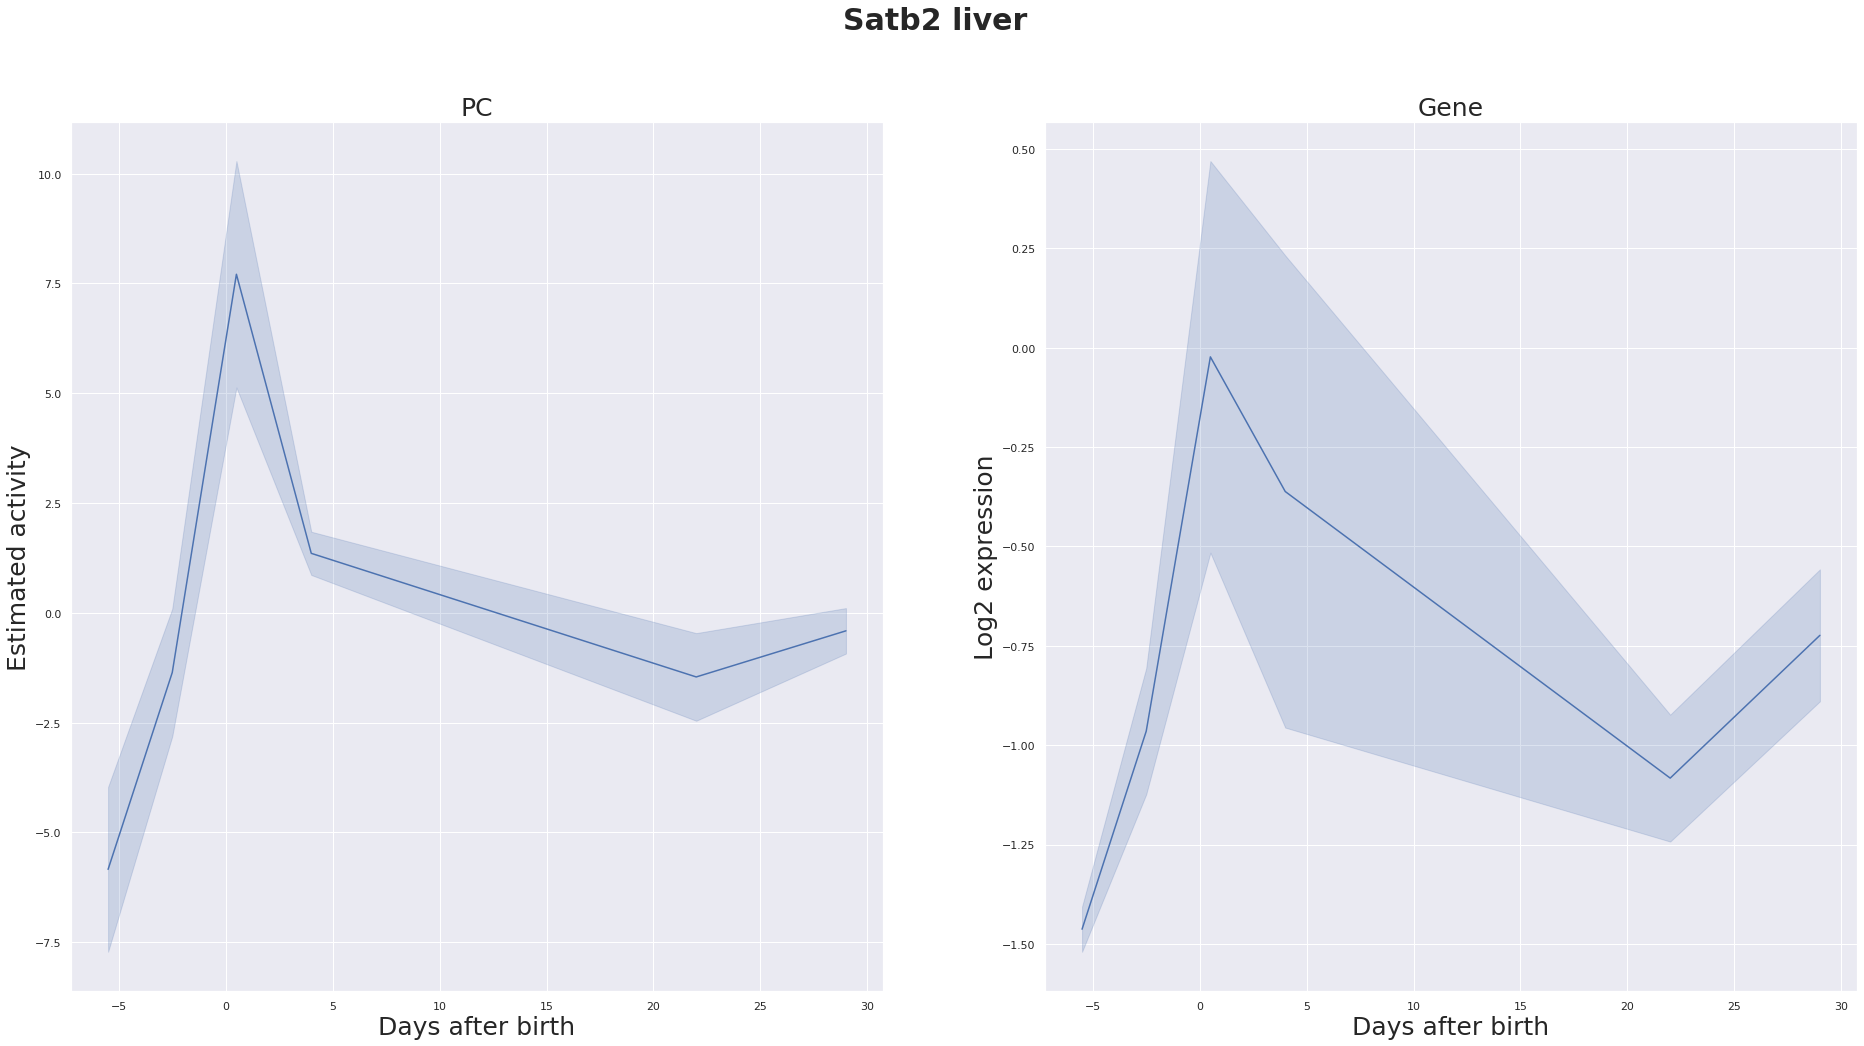 Satb2 liver
PC
Estimated activity
10.0
7.5
5.0
2.5
0.0
−2.5
−5.0
−7.5
−5 0 5 10 15 20 25 30
Days after birth
Gene
Log2 expression
0.50
0.25
0.00
−0.25
−0.50
−0.75
−1.00
−1.25
−1.50
−5 0 5 10 15 20 25 30
Days after birth